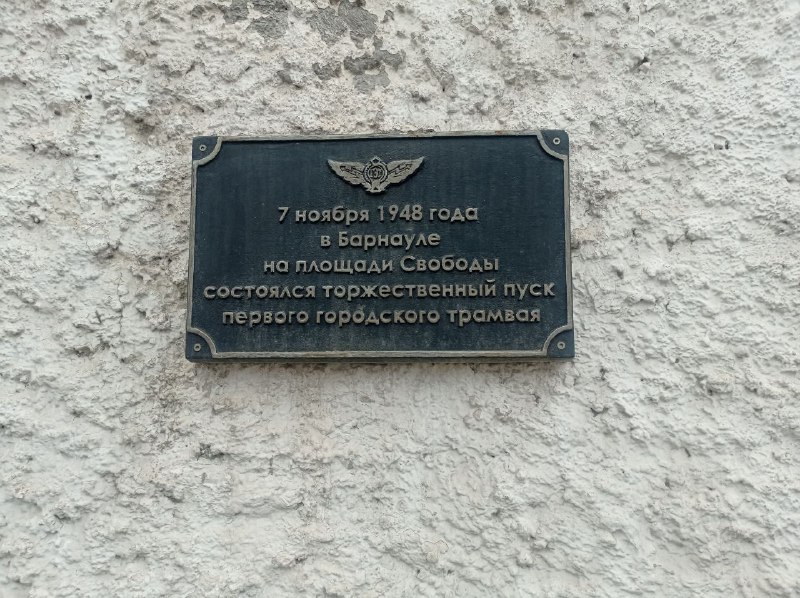 7 ноября 1948 года
в Барнауле
на площади Свободы
состоялся торжественный пуск
первого городского трамвая